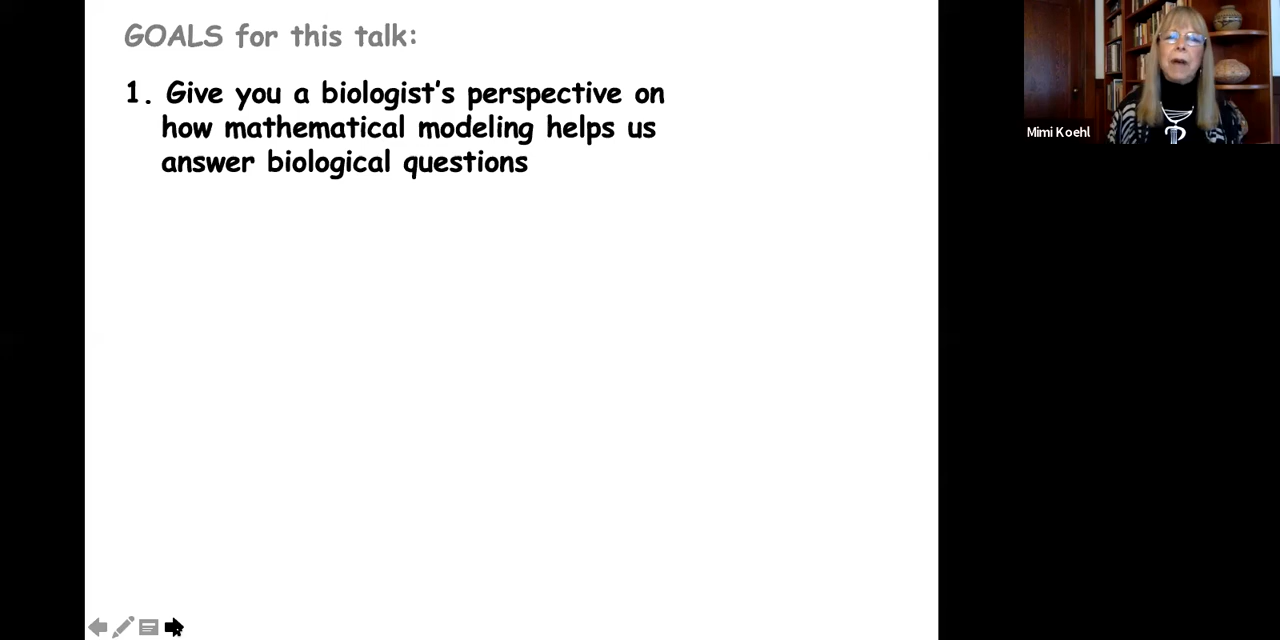 GOALS for this talk:
1. Give you a biologist's perspective on
how mathematical modeling helps us
answer biological questions
Mimi Koehl